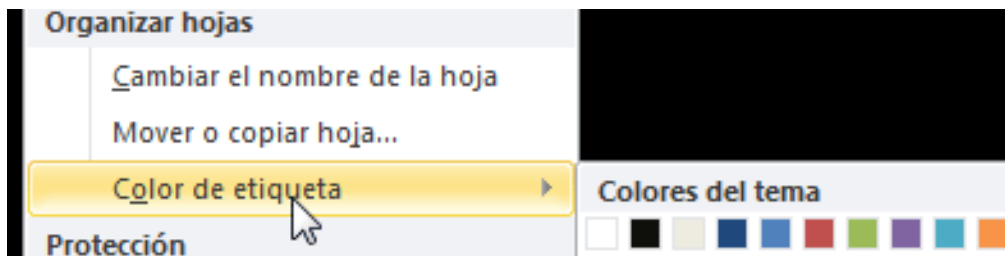 Organizar hojas
Cambiar el nombre de la hoja
Mover o copiar hoja...
Color de etiqueta
Colores del tema
Protección